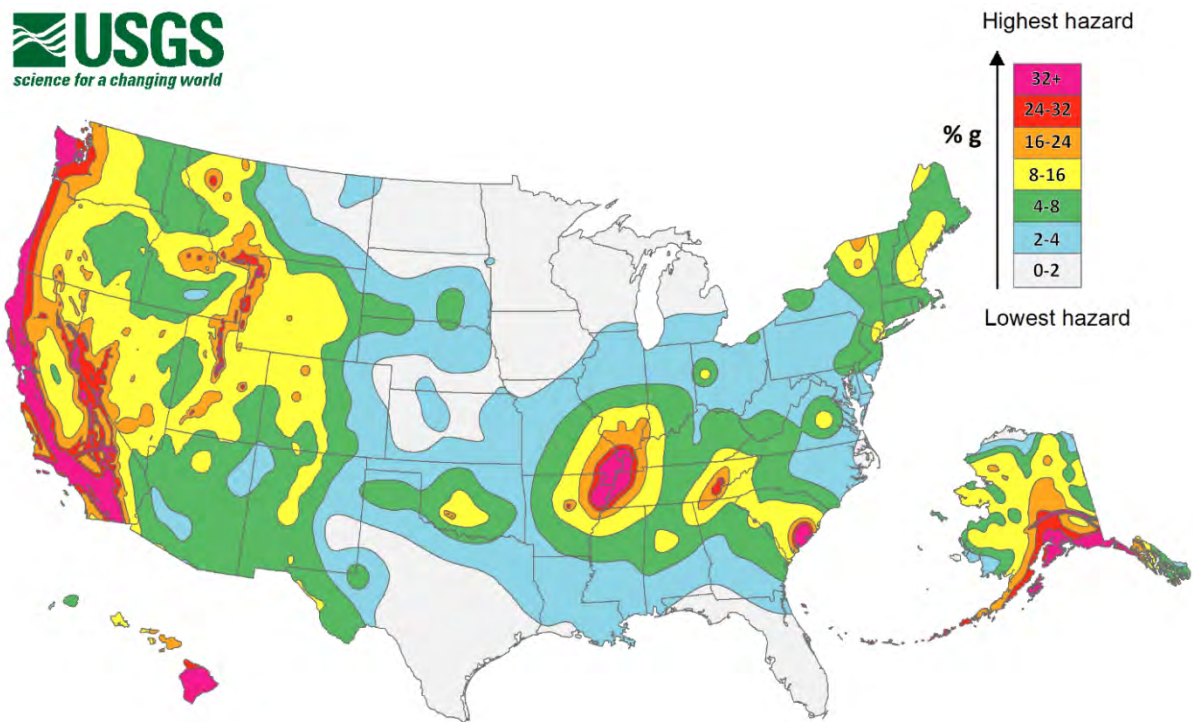 USGS
science for a changing world
Highest hazard
% g
32+
24-32
16-24
8-16
4-8
2-4
0-2
Lowest hazard